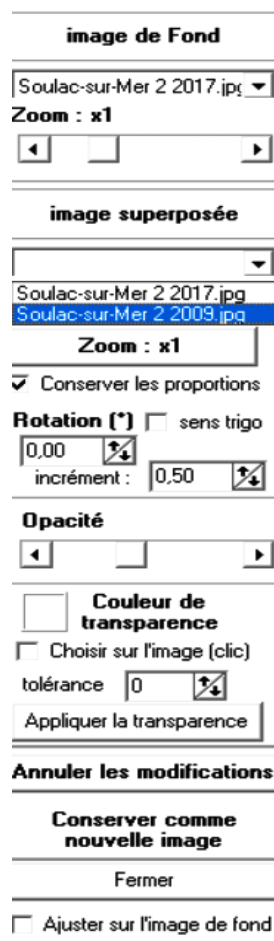 image de Fond
Soulac-sur-Mer 2 2017.jpg
Zoom : x1
image superposée
Soulac-sur-Mer 2 2017.jpg
Soulac-sur-Mer 2 2009.jpg
Zoom : x1
Conserver les proportions
Rotation (°) sens trigo
0,00
incrément : 0,50
Opacité
Couleur de
transparence
Choisir sur l'image (clic)
tolérance 0
Appliquer la transparence
Annuler les modifications
Conserver comme
nouvelle image
Fermer
Ajuster sur l'image de fond